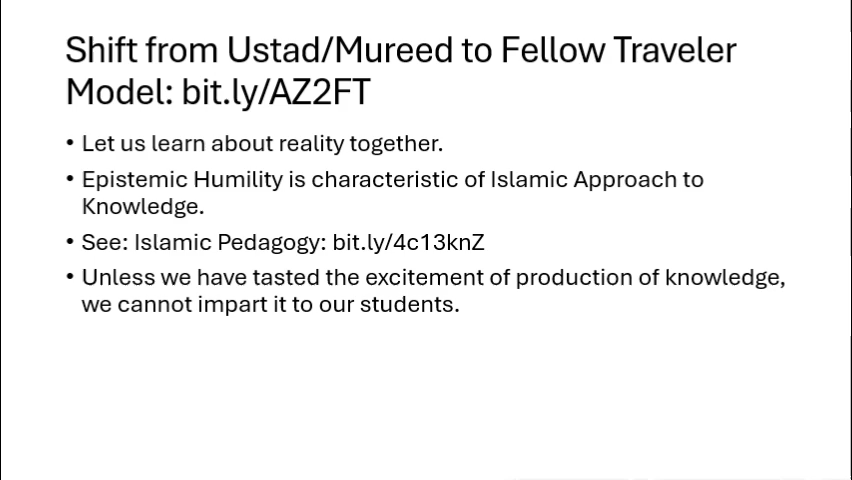 Shift from Ustad/Mureed to Fellow Traveler
Model: bit.ly/AZ2FT
• Let us learn about reality together.
• Epistemic Humility is characteristic of Islamic Approach to
Knowledge.
• See: Islamic Pedagogy: bit.ly/4c13knZ
• Unless we have tasted the excitement of production of knowledge,
we cannot impart it to our students.